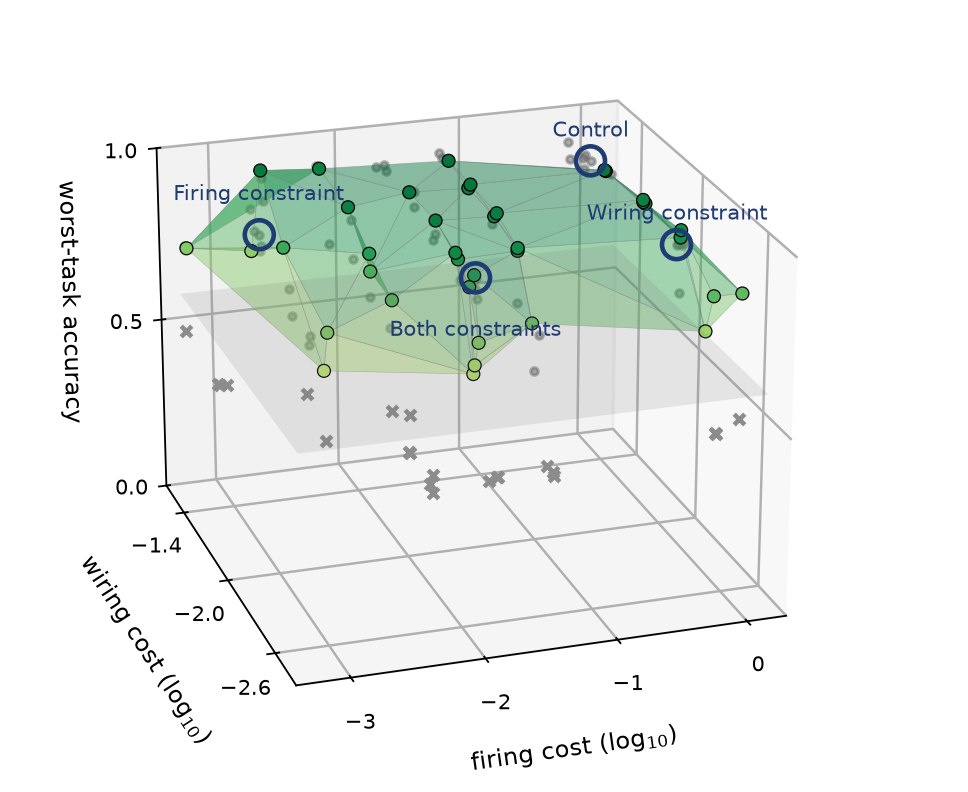 Control
1.0
Firing constraint
Wiring constraint
worst-task accuracy
0.5
Both constraints
0.0
−1.4
−2.0
−2.6
wiring cost (log₁₀)
−3
−2
−1
0
firing cost (log₁₀)